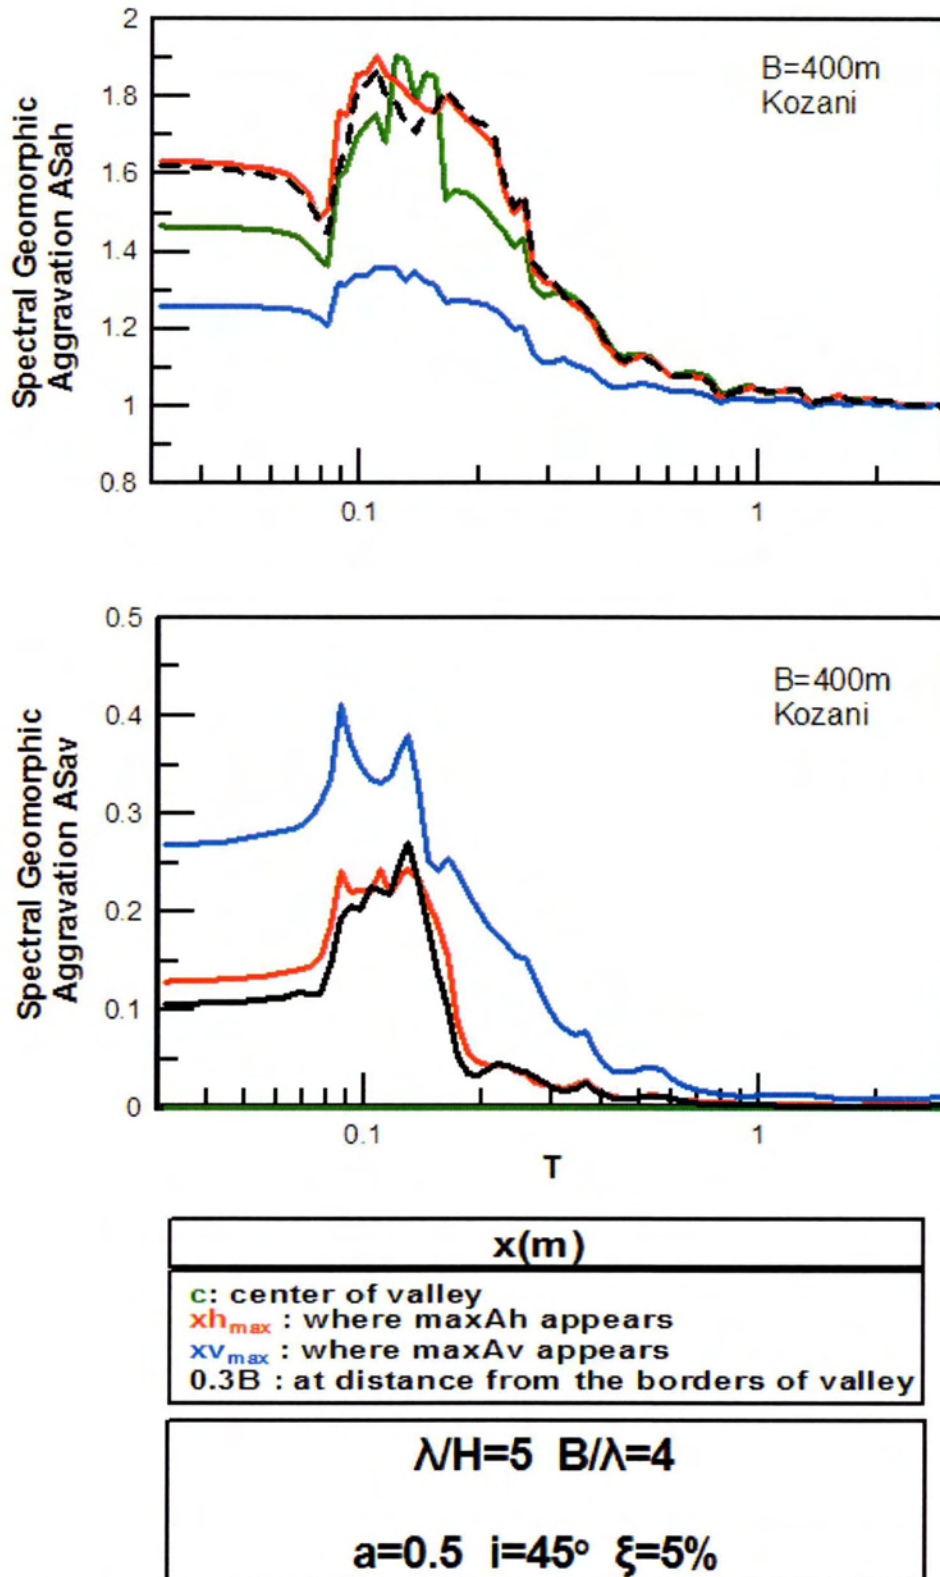 Spectral Geomorphic
Aggravation ASah
2
1.8
1.6
1.4
1.2
1
0.8
B=400m
Kozani
0.1
1
Spectral Geomorphic
Aggravation ASav
0.5
0.4
0.3
0.2
0.1
0
B=400m
Kozani
0.1
1
T
x(m)
c: center of valley
xhmax : where maxAh appears
xvmax : where maxAv appears
0.3B : at distance from the borders of valley
λ/H=5 B/λ=4
a=0.5 i=45° ξ=5%